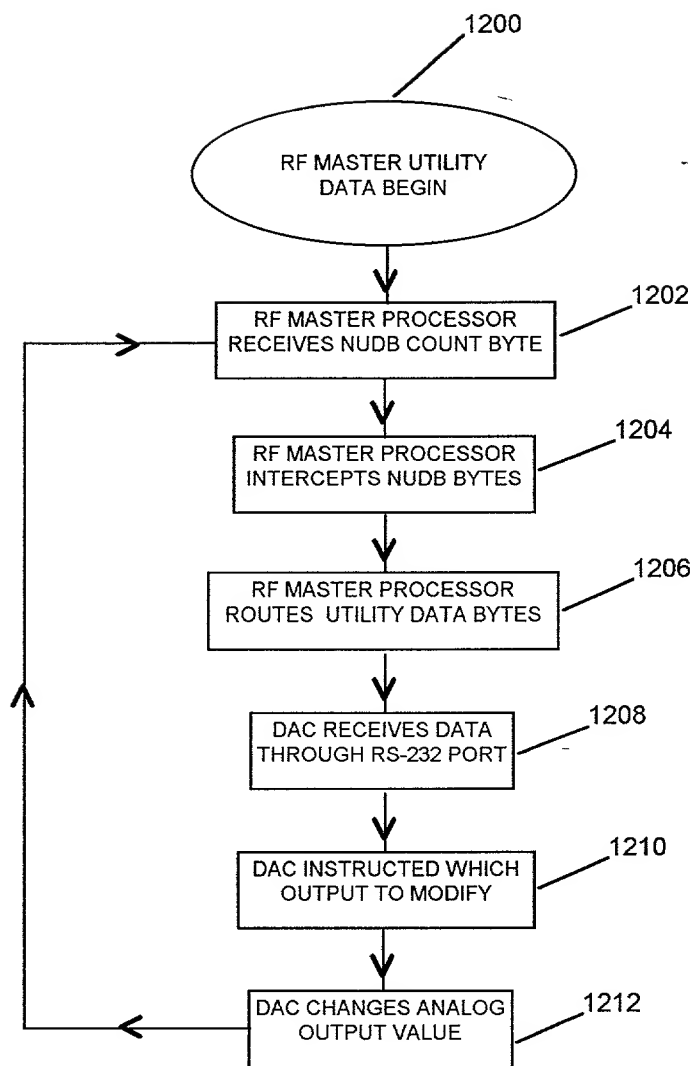 1200
RF MASTER UTILITY
DATA BEGIN
1202
RF MASTER PROCESSOR
RECEIVES NUDB COUNT BYTE
1204
RF MASTER PROCESSOR
INTERCEPTS NUDB BYTES
1206
RF MASTER PROCESSOR
ROUTES UTILITY DATA BYTES
1208
DAC RECEIVES DATA
THROUGH RS-232 PORT
1210
DAC INSTRUCTED WHICH
OUTPUT TO MODIFY
1212
DAC CHANGES ANALOG
OUTPUT VALUE